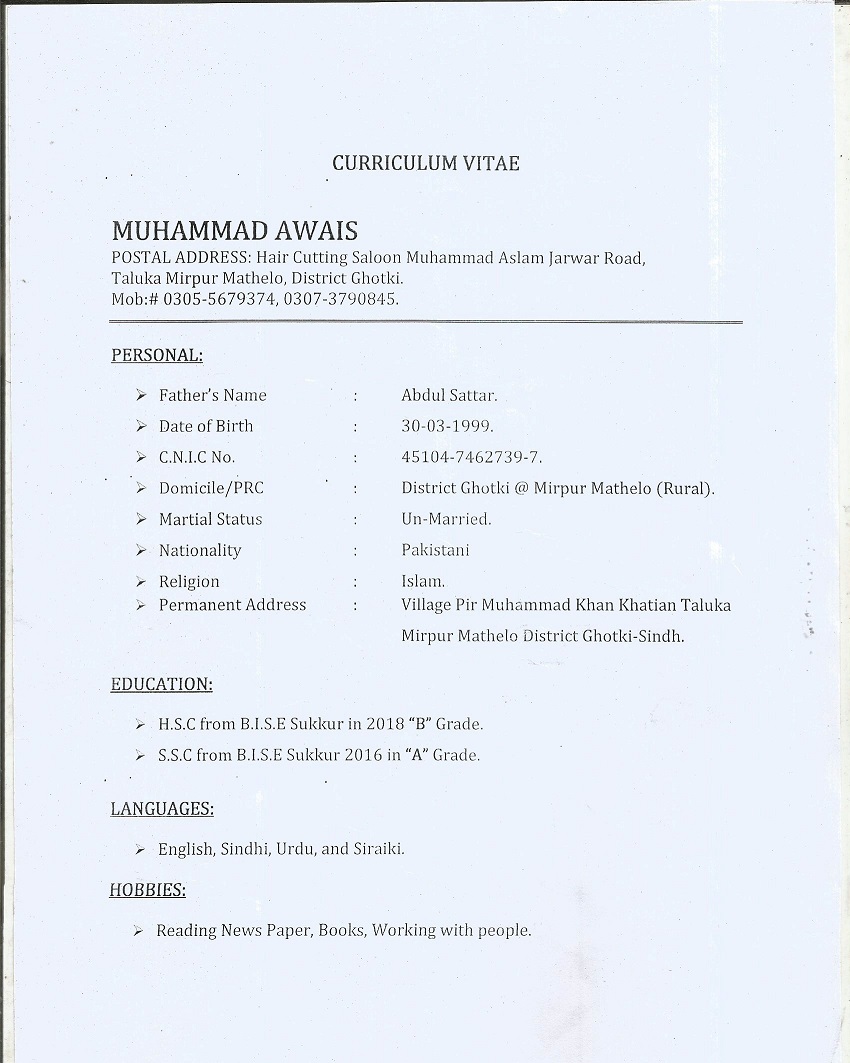 CURRICULUM VITAE
MUHAMMAD AWAIS
POSTAL ADDRESS: Hair Cutting Saloon Muhammad Aslam Jarwar Road,
Taluka Mirpur Mathelo, District Ghotki.
Mob:# 0305-5679374, 0307-3790845.
PERSONAL:
➢ Father's Name : Abdul Sattar.
➢ Date of Birth : 30-03-1999.
➢ C.N.I.C No. : 45104-7462739-7.
➢ Domicile/PRC : District Ghotki @ Mirpur Mathelo (Rural).
➢ Martial Status : Un-Married.
➢ Nationality : Pakistani
➢ Religion : Islam.
➢ Permanent Address : Village Pir Muhammad Khan Khatian Taluka
Mirpur Mathelo District Ghotki-Sindh.
EDUCATION:
➢ H.S.C from B.I.S.E Sukkur in 2018 “B” Grade.
➢ S.S.C from B.I.S.E Sukkur 2016 in “A” Grade.
LANGUAGES:
➢ English, Sindhi, Urdu, and Siraiki.
HOBBIES:
➢ Reading News Paper, Books, Working with people.